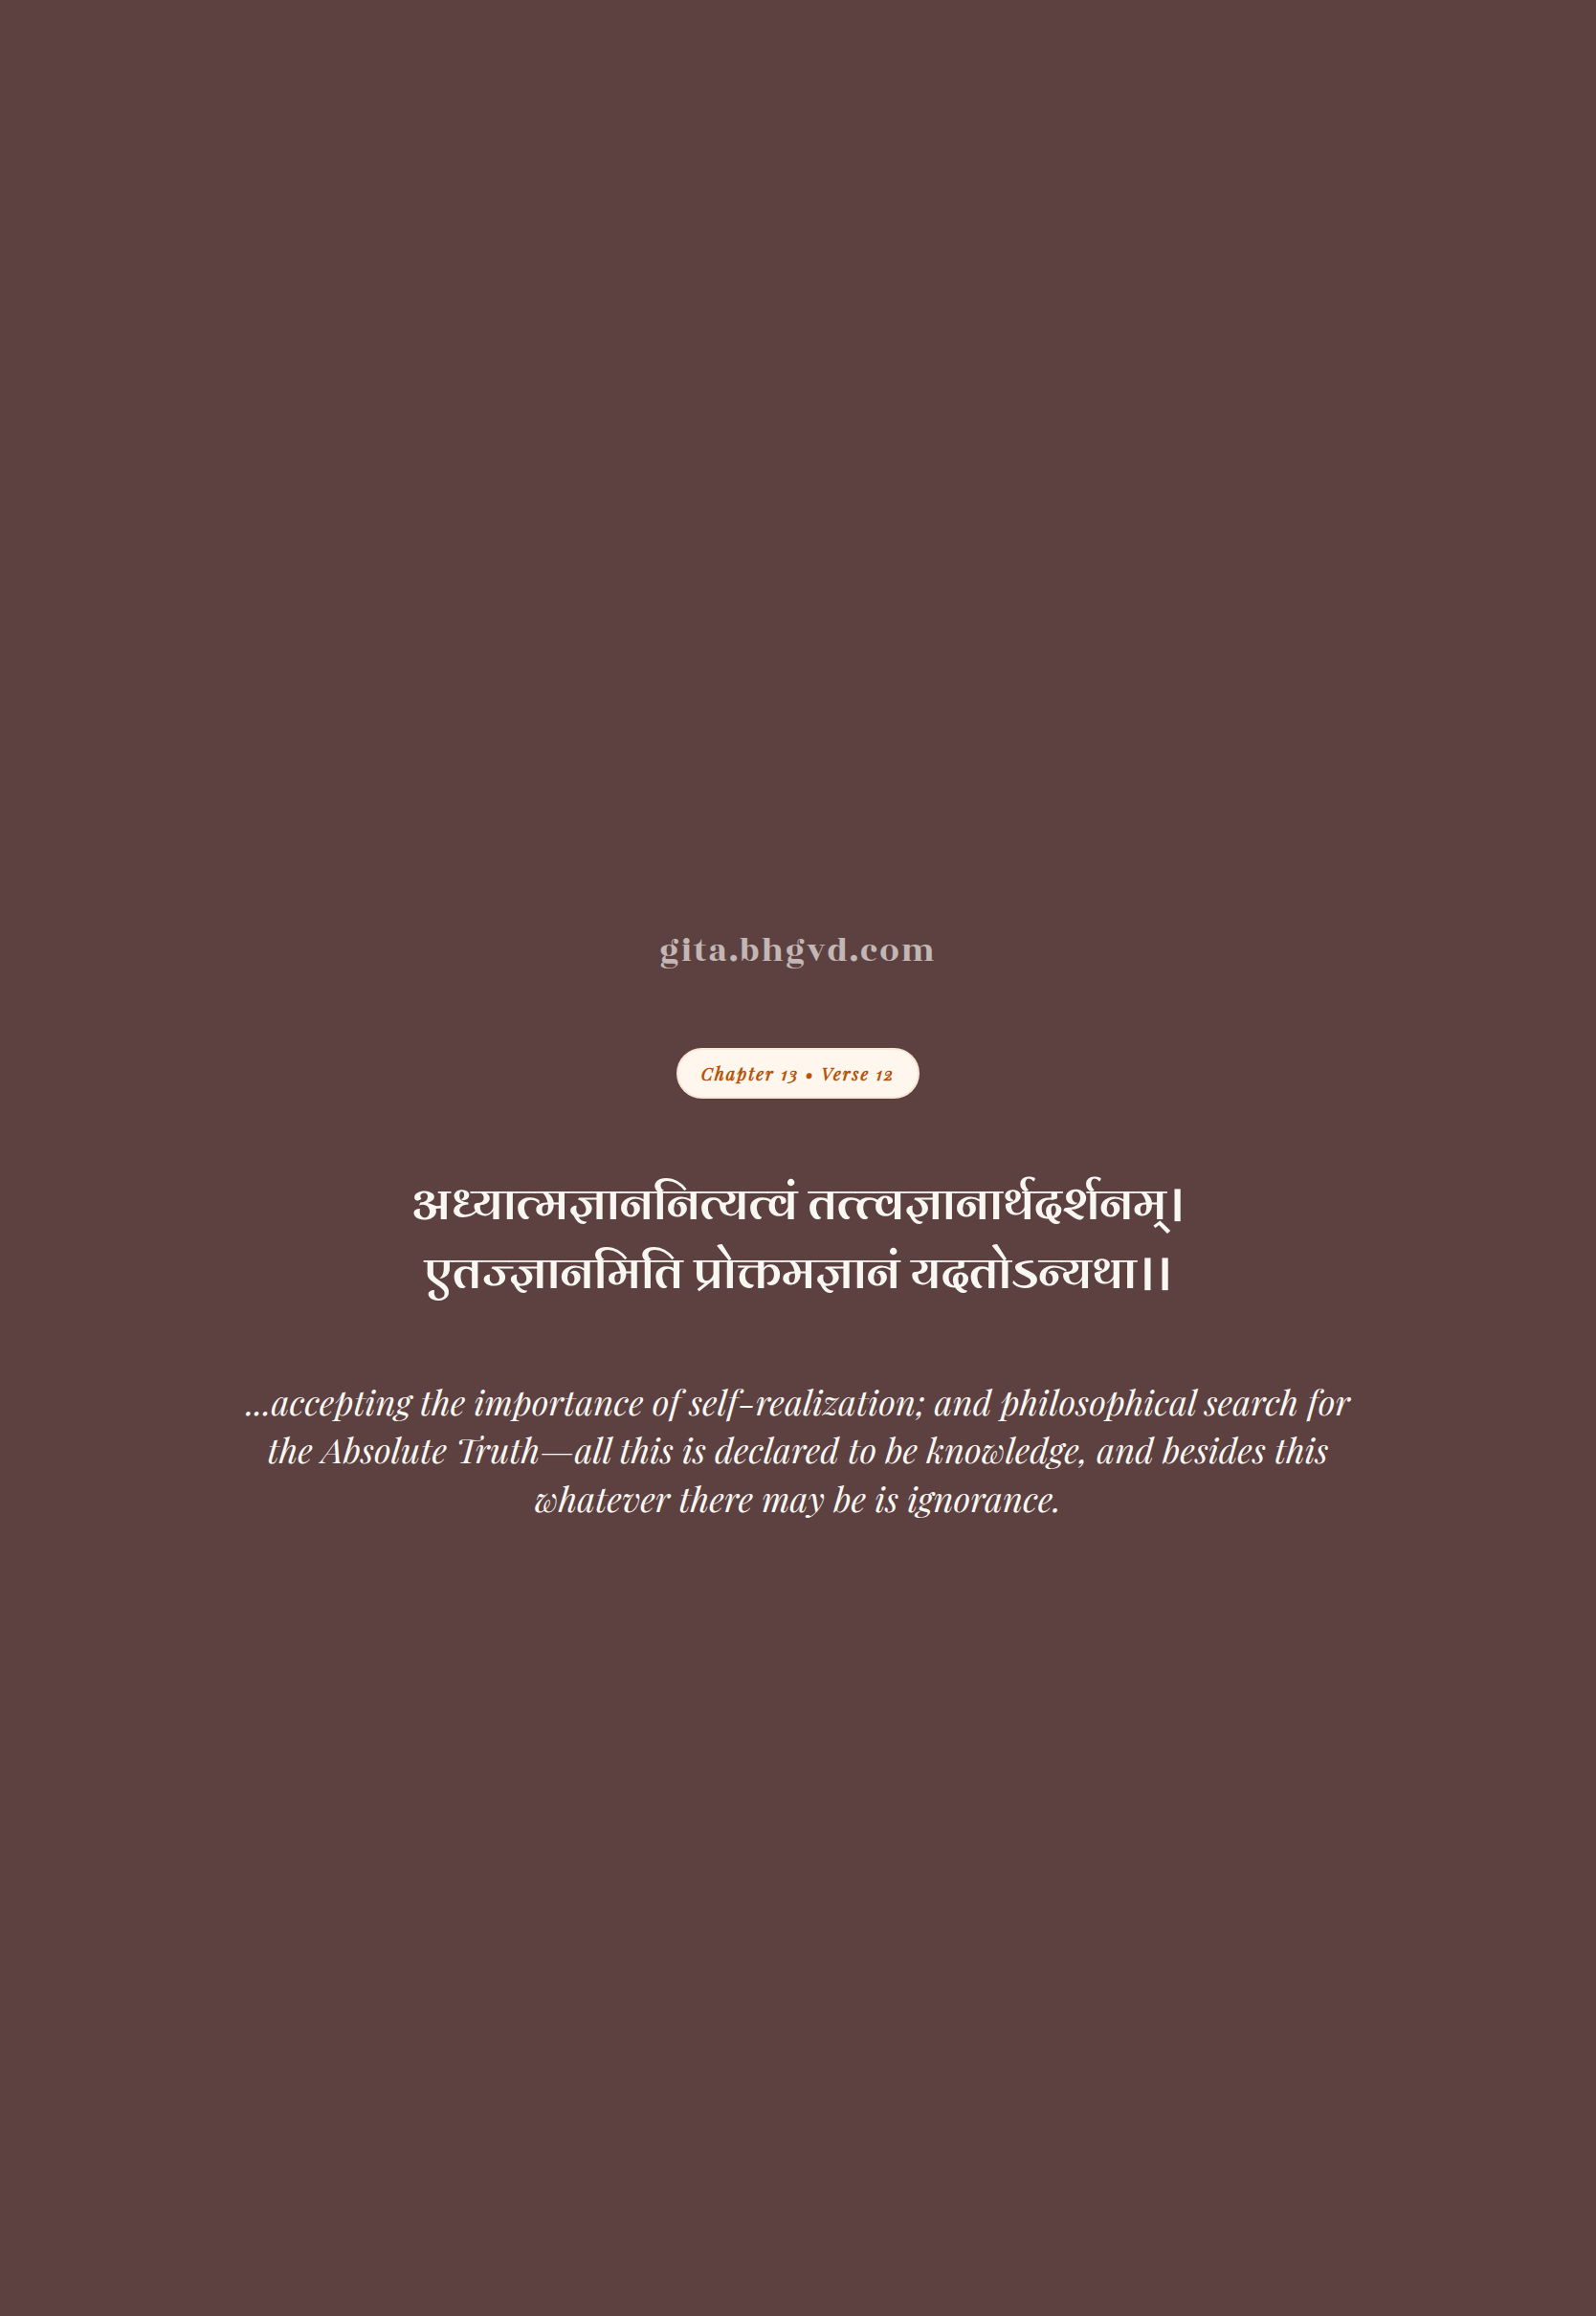 gita.bhgvd.com
Chapter 13 • Verse 12
अध्यात्मज्ञाननित्यत्वं तत्त्वज्ञानार्थदर्शनम्।
एतज्ज्ञानमिति प्रोक्तमज्ञानं यदतोऽन्यथा।।
...accepting the importance of self-realization; and philosophical search for
the Absolute Truth—all this is declared to be knowledge, and besides this
whatever there may be is ignorance.